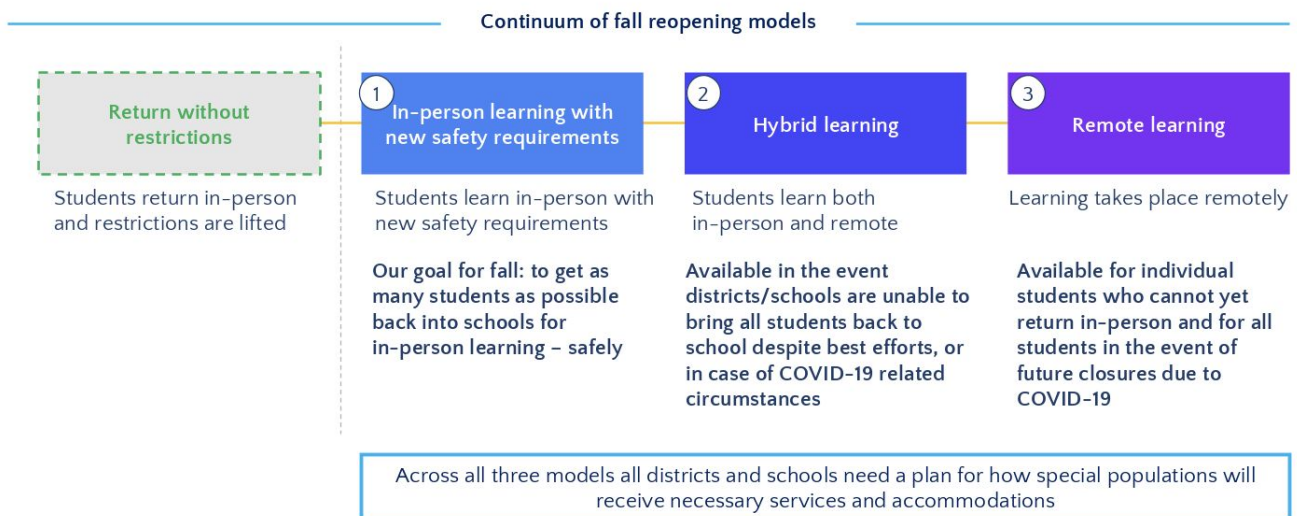 Continuum of fall reopening models
Return without
restrictions
Students return in-person
and restrictions are lifted
1
In-person learning with
new safety requirements
Students learn in-person with
new safety requirements
Our goal for fall: to get as
many students as possible
back into schools for
in-person learning – safely
2
Hybrid learning
Students learn both
in-person and remote
Available in the event
districts/schools are unable to
bring all students back to
school despite best efforts, or
in case of COVID-19 related
circumstances
3
Remote learning
Learning takes place remotely
Available for individual
students who cannot yet
return in-person and for all
students in the event of
future closures due to
COVID-19
Across all three models all districts and schools need a plan for how special populations will
receive necessary services and accommodations